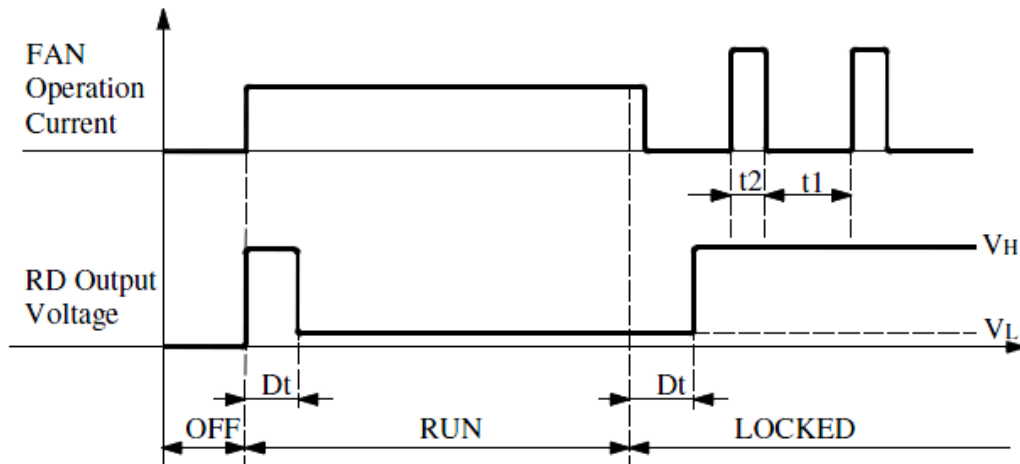 FAN
Operation
Current
t2
t1
RD Output
Voltage
VH
VL
Dt
Dt
OFF
RUN
LOCKED